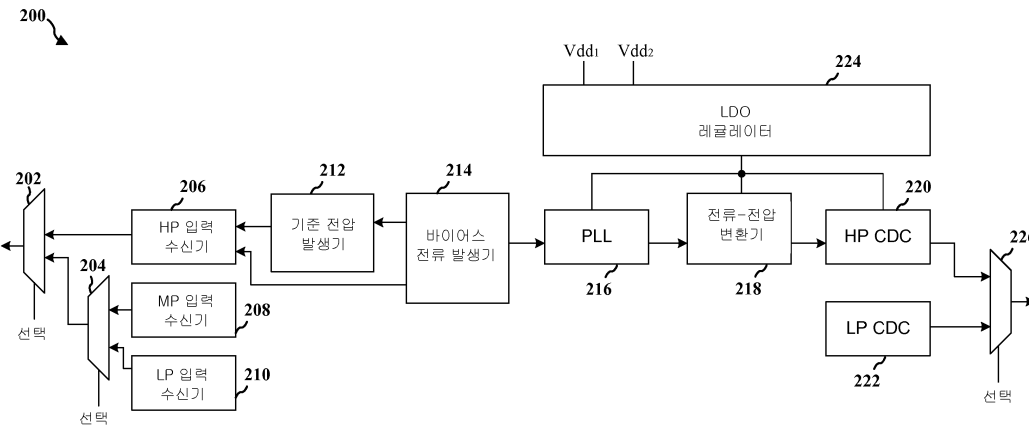 200
Vdd1
Vdd2
224
LDO
레귤레이터
202
206
HP 입력
수신기
212
기준 전압
발생기
214
바이어스
전류 발생기
PLL
216
전류-전압
변환기
218
220
HP CDC
226
204
선택
MP 입력
수신기
208
LP 입력
수신기
210
선택
LP CDC
222
선택